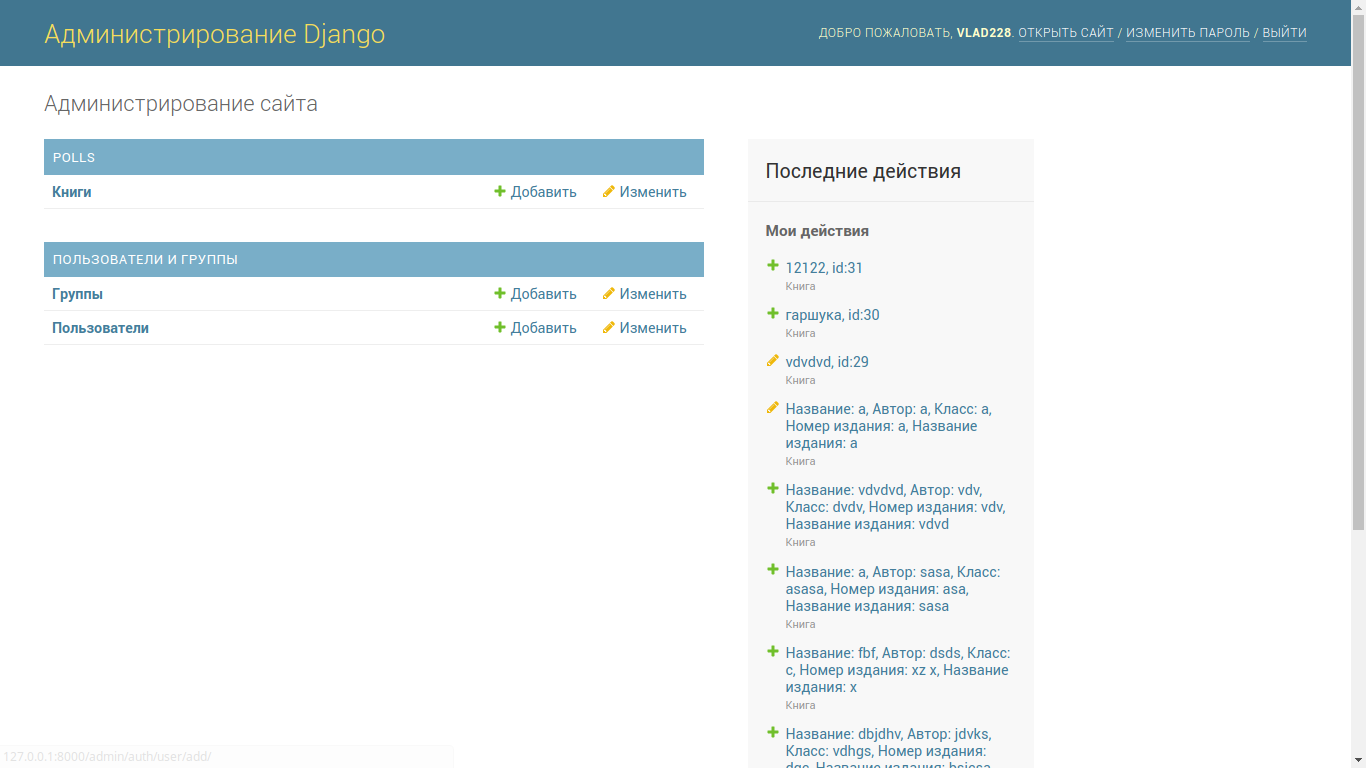 Администрирование Django
ДОБРО ПОЖАЛОВАТЬ, VLAD228. ОТКРЫТЬ САЙТ / ИЗМЕНИТЬ ПАРОЛЬ / ВЫЙТИ
Администрирование сайта
POLLS
Книги Добавить Изменить
ПОЛЬЗОВАТЕЛИ И ГРУППЫ
Группы Добавить Изменить
Пользователи Добавить Изменить
Последние действия
Мои действия
12122, id:31
Книга
гаршука, id:30
Книга
vdvdvd, id:29
Книга
Название: a, Автор: a, Класс: a,
Номер издания: a, Название
издания: a
Книга
Название: vdvdvd, Автор: vdv,
Класс: dvdv, Номер издания: vdv,
Название издания: vdvd
Книга
Название: a, Автор: sasa, Класс:
asasa, Номер издания: asa,
Название издания: sasa
Книга
Название: fbf, Автор: dsds, Класс:
c, Номер издания: xz x, Название
издания: x
Книга
Название: dbjdhv, Автор: jdvks,
Класс: vdhgs, Номер издания:
Название издания:
127.0.0.1:8000/admin/auth/user/add/